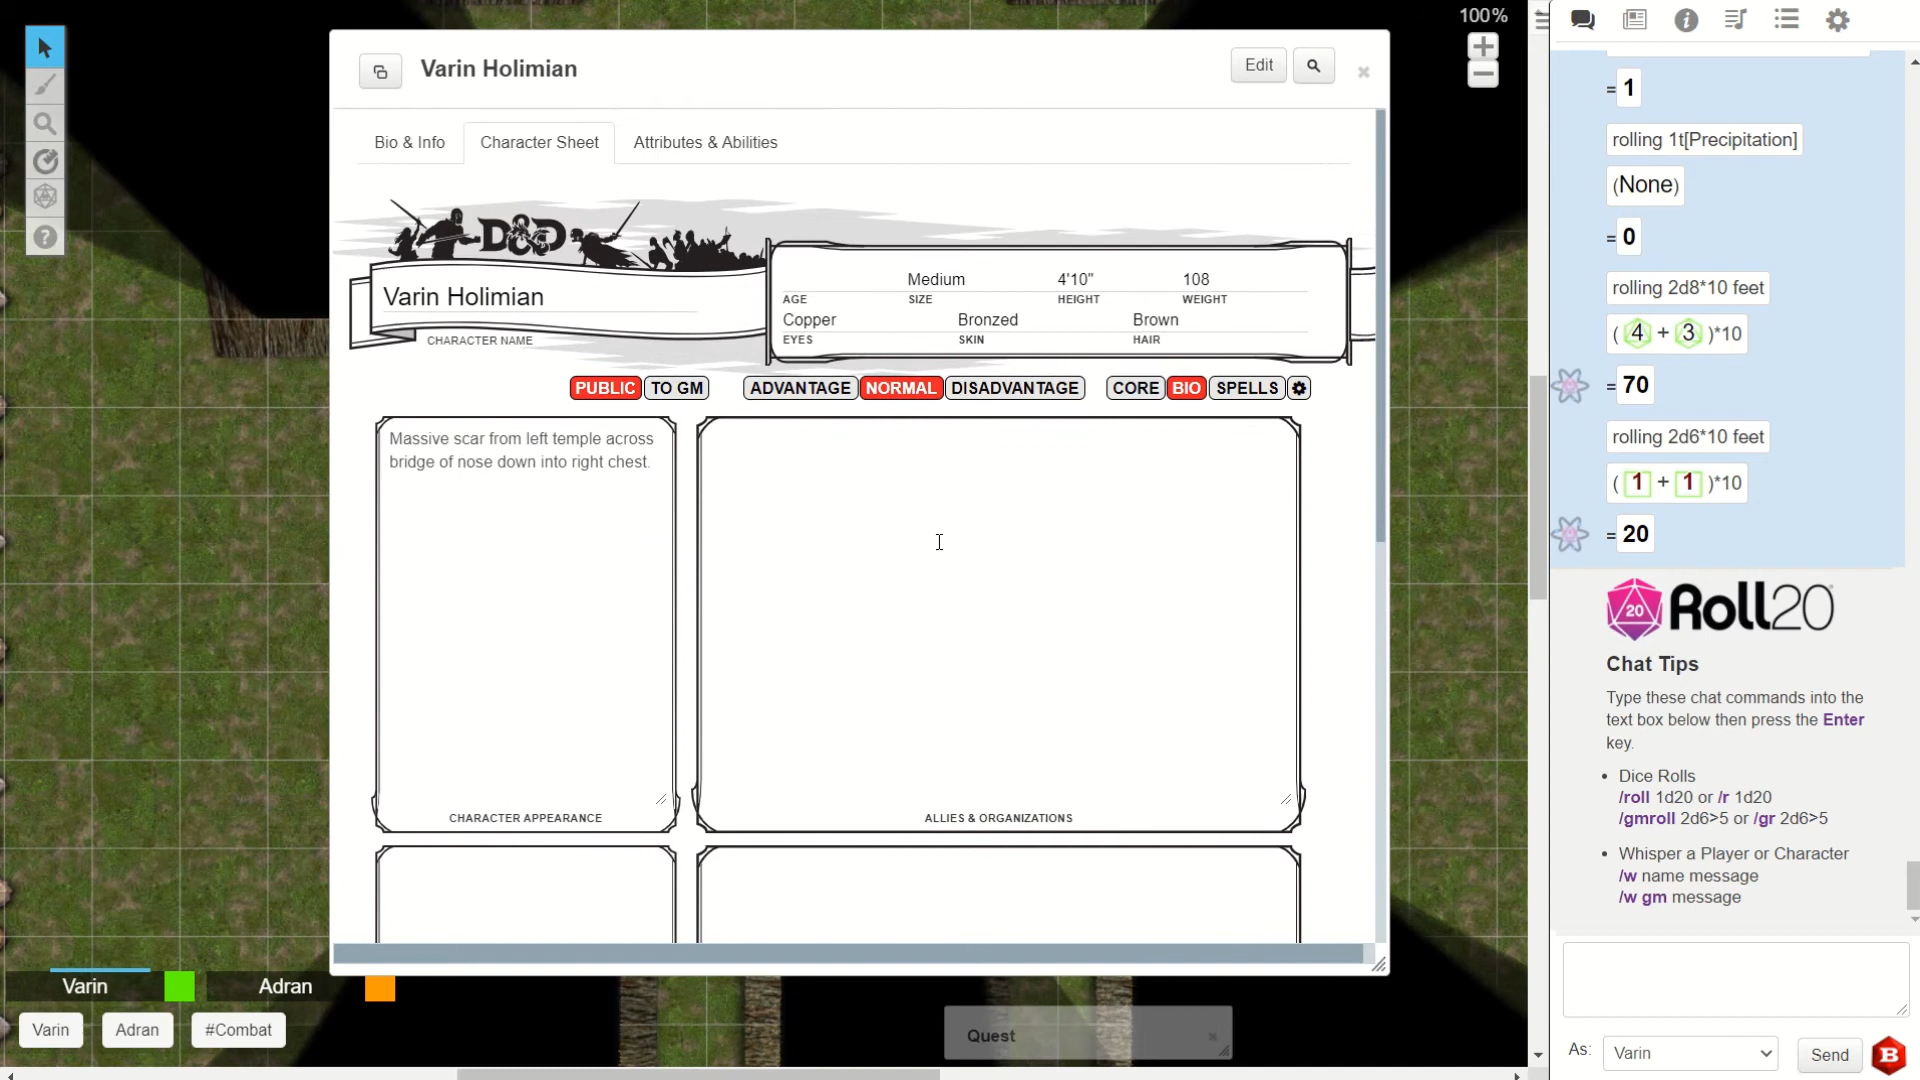 100%
Varin Holimian
Edit
Bio & Info
Character Sheet
Attributes & Abilities
D&D
Varin Holimian
CHARACTER NAME
Medium 4'10" 108
AGE SIZE HEIGHT WEIGHT
Copper Bronzed Brown
EYES SKIN HAIR
PUBLIC TO GM ADVANTAGE NORMAL DISADVANTAGE CORE BIO SPELLS
Massive scar from left temple across
bridge of nose down into right chest.
CHARACTER APPEARANCE
ALLIES & ORGANIZATIONS
Varin
Adran
Varin
Adran
#Combat
Quest
=1
rolling 1t[Precipitation]
(None)
=0
rolling 2d8*10 feet
(4+3)*10
=70
rolling 2d6*10 feet
(1+1)*10
=20
20 Roll20
Chat Tips
Type these chat commands into the
text box below then press the Enter
key.
• Dice Rolls
/roll 1d20 or /r 1d20
/gmroll 2d6>5 or /gr 2d6>5
• Whisper a Player or Character
/w name message
/w gm message
As: Varin Send B